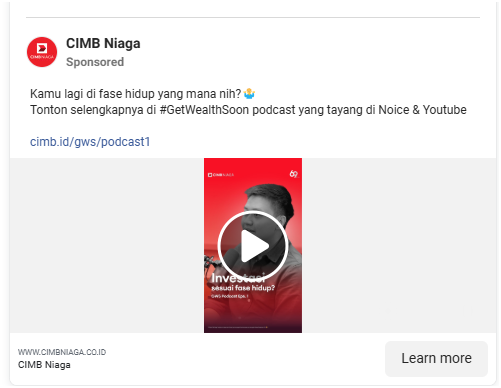 CIMB Niaga
Sponsored
Kamu lagi di fase hidup yang mana nih? 🤷
Tonton selengkapnya di #GetWealthSoon podcast yang tayang di Noice & Youtube
cimb.id/gws/podcast1
CIMB NIAGA
Investasi
sesuai fase hidup?
GWS Podcast Eps. 1
WWW.CIMBNIAGA.CO.ID
CIMB Niaga
Learn more